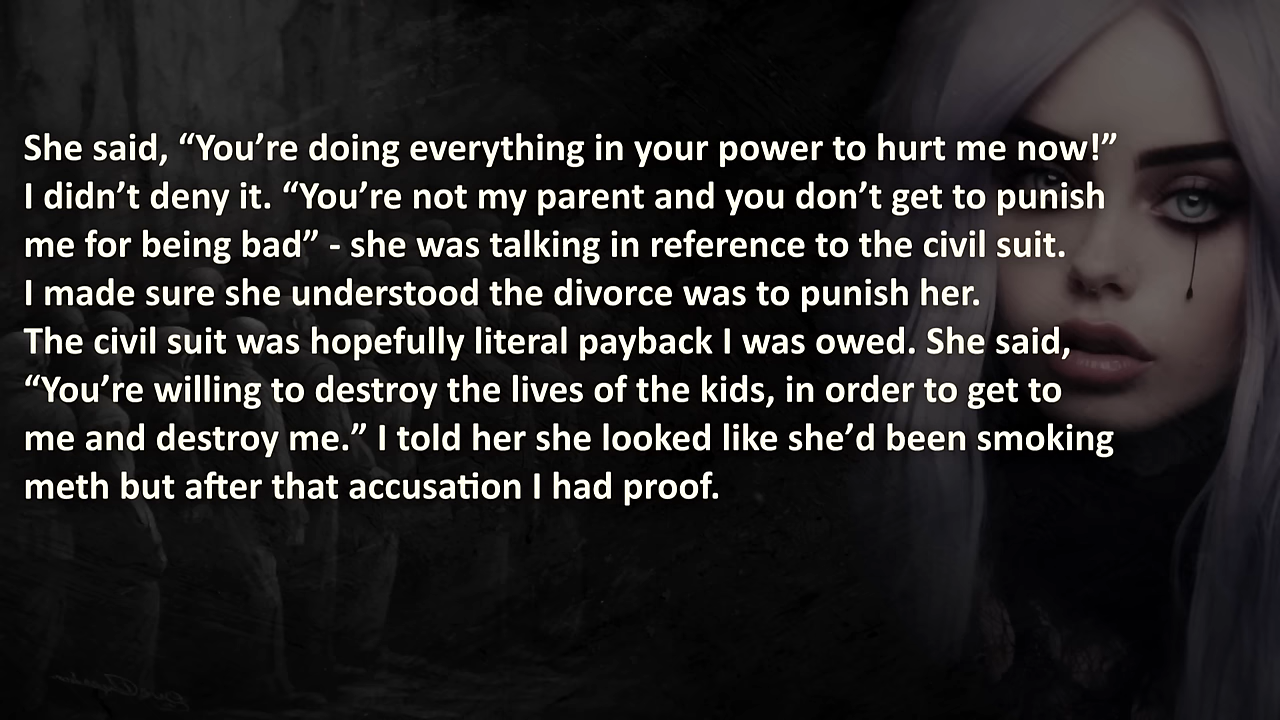 She said, “You’re doing everything in your power to hurt me now!”
I didn’t deny it. “You’re not my parent and you don’t get to punish
me for being bad” - she was talking in reference to the civil suit.
I made sure she understood the divorce was to punish her.
The civil suit was hopefully literal payback I was owed. She said,
“You’re willing to destroy the lives of the kids, in order to get to
me and destroy me.” I told her she looked like she’d been smoking
meth but after that accusation I had proof.